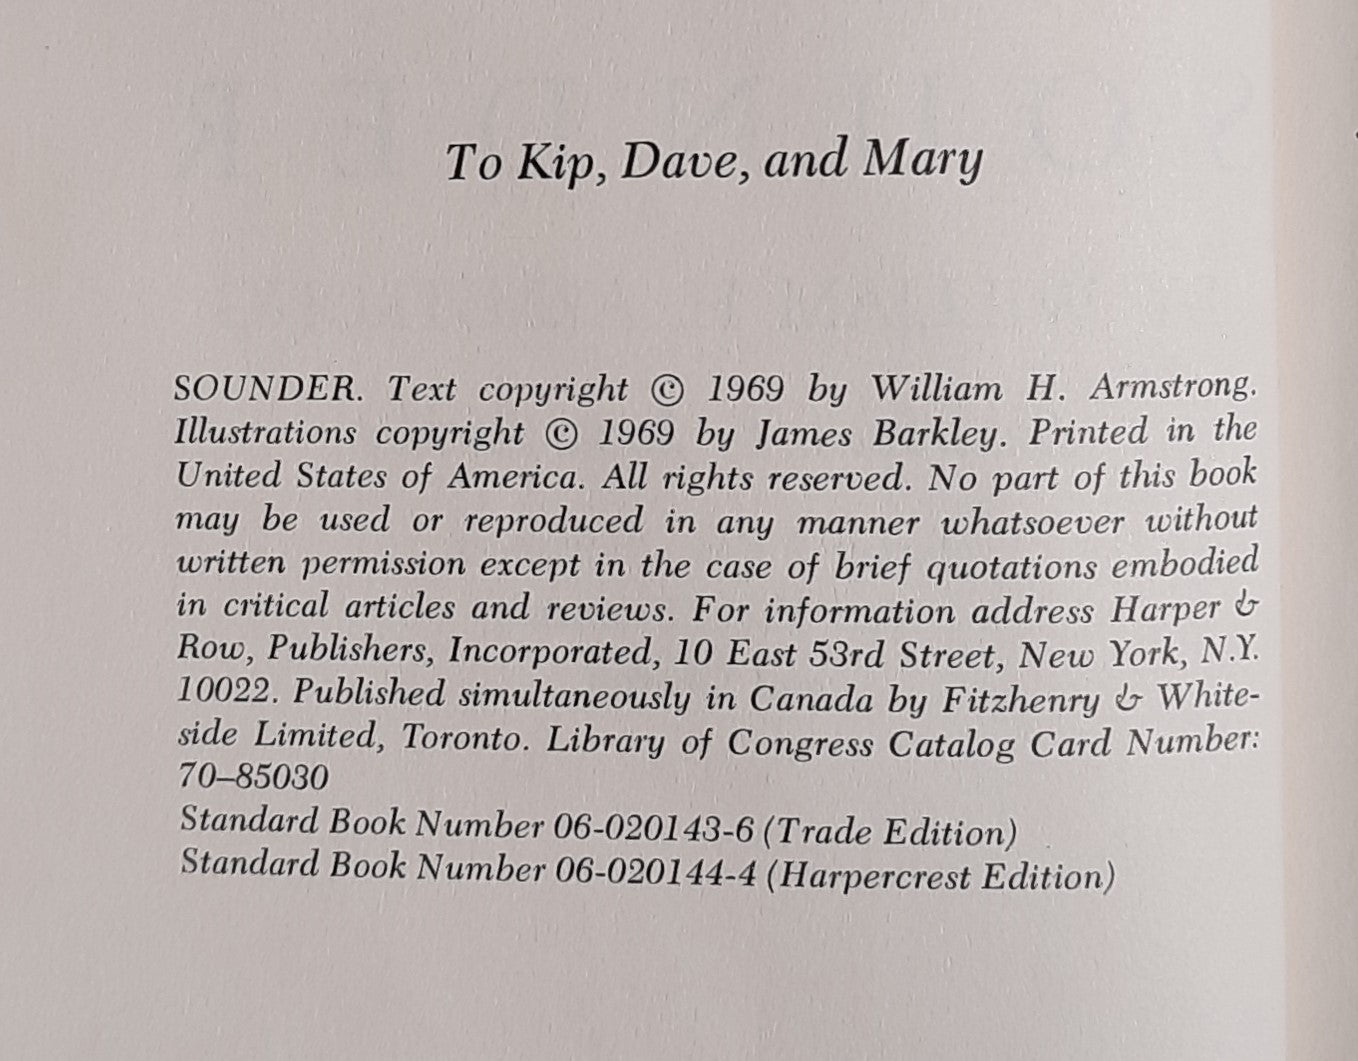 To Kip, Dave, and Mary
SOUNDER. Text copyright © 1969 by William H. Armstrong.
Illustrations copyright © 1969 by James Barkley. Printed in the
United States of America. All rights reserved. No part of this book
may be used or reproduced in any manner whatsoever without
written permission except in the case of brief quotations embodied
in critical articles and reviews. For information address Harper &
Row, Publishers, Incorporated, 10 East 53rd Street, New York, N.Y.
10022. Published simultaneously in Canada by Fitzhenry & White-
side Limited, Toronto. Library of Congress Catalog Card Number:
70–85030
Standard Book Number 06-020143-6 (Trade Edition)
Standard Book Number 06-020144-4 (Harpercrest Edition)